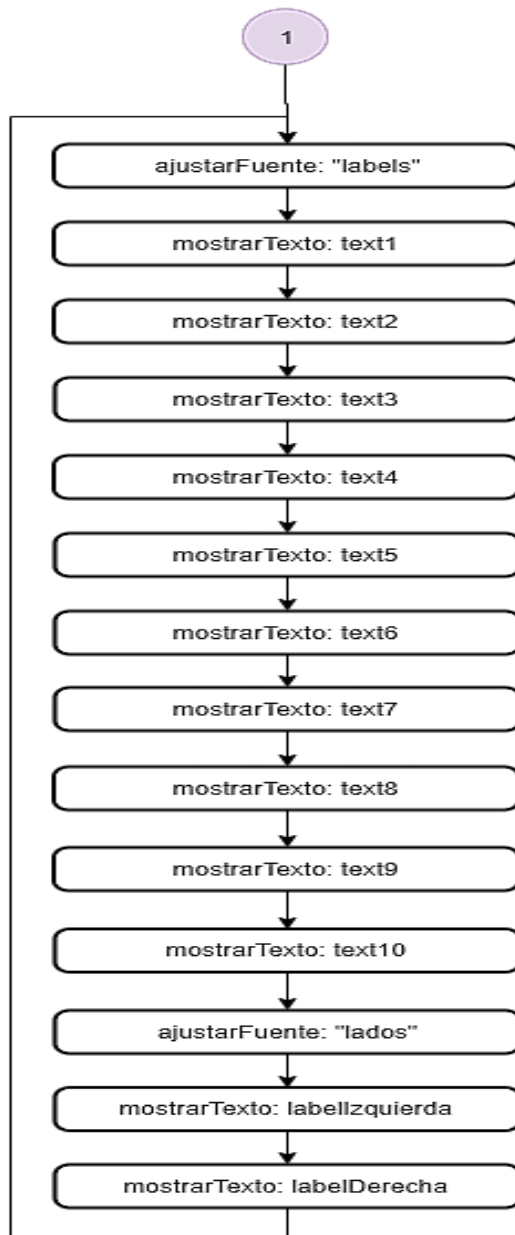 1
ajustarFuente: "labels"
mostrarTexto: text1
mostrarTexto: text2
mostrarTexto: text3
mostrarTexto: text4
mostrarTexto: text5
mostrarTexto: text6
mostrarTexto: text7
mostrarTexto: text8
mostrarTexto: text9
mostrarTexto: text10
ajustarFuente: "lados"
mostrarTexto: labelIzquierda
mostrarTexto: labelDerecha